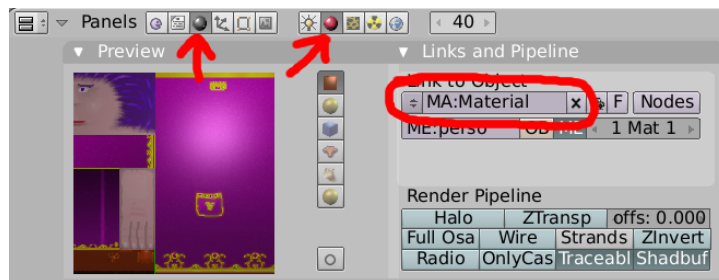 Panels 40
Preview
Links and Pipeline
Link to Object
MA:Material F Nodes
ME:perso OB ME 1 Mat 1
Render Pipeline
Halo ZTransp offs: 0.000
Full Osa Wire Strands ZInvert
Radio OnlyCas Traceabl Shadbuf